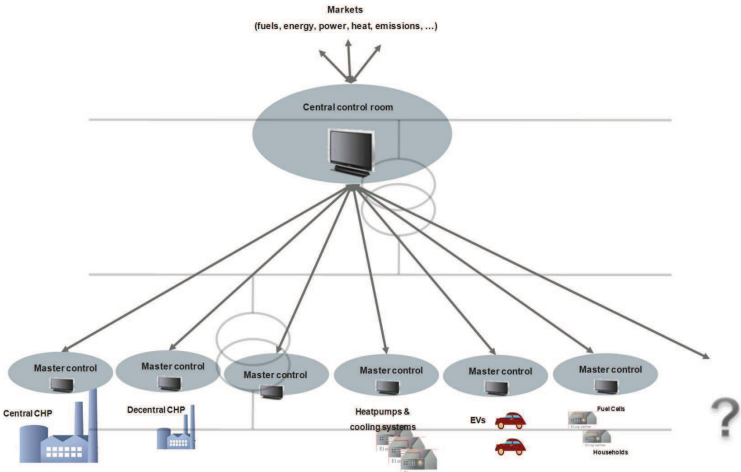 Markets
(fuels, energy, power, heat, emissions, ...)
Central control room
Master control
Master control
Master control
Master control
Master control
Master control
Central CHP
Decentral CHP
Heatpumps &
cooling systems
EVs
Fuel Cells
Households
?